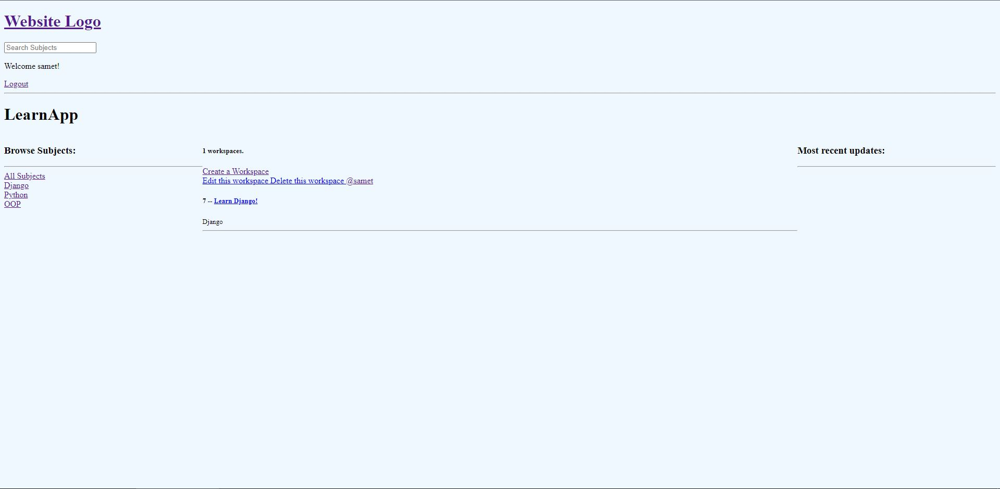 Website Logo
Search Subjects
Welcome samet!
Logout
LearnApp
Browse Subjects:
All Subjects
Django
Python
OOP
1 workspaces.
Create a Workspace
Edit this workspace Delete this workspace @samet
7 -- Learn Django!
Django
Most recent updates: